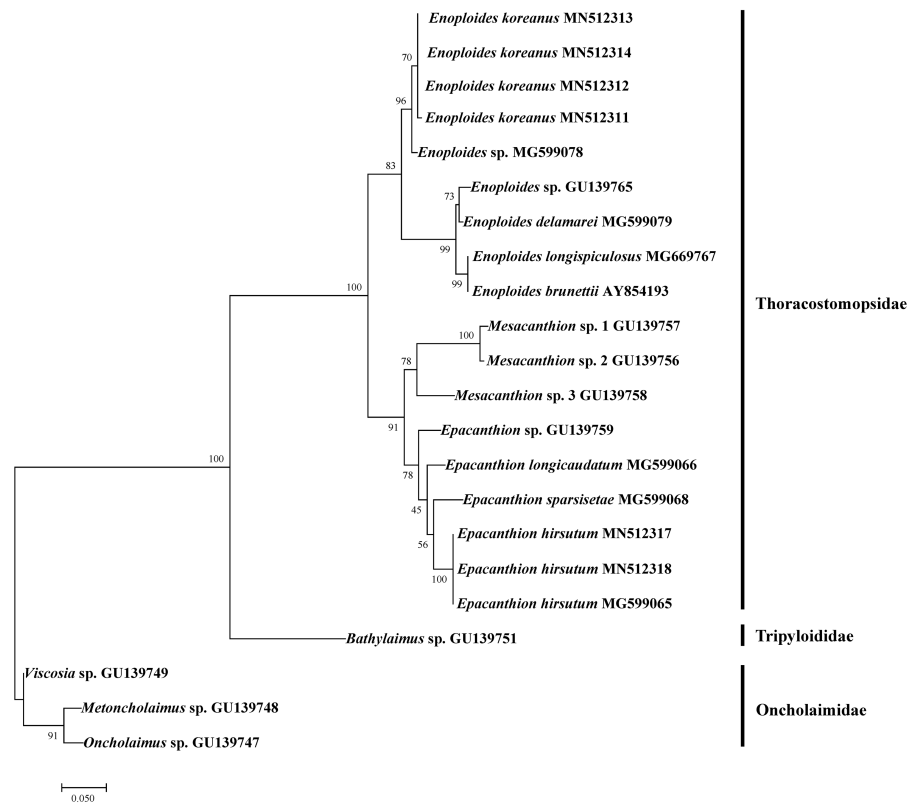 Enoploides koreanus MN512313
Enoploides koreanus MN512314
70
Enoploides koreanus MN512312
96
Enoploides koreanus MN512311
Enoploides sp. MG599078
83
Enoploides sp. GU139765
73
Enoploides delamarei MG599079
99
Enoploides longispiculosus MG669767
99
Enoploides brunettii AY854193
100
Thoracostomopsidae
Mesacanthion sp. 1 GU139757
100
Mesacanthion sp. 2 GU139756
78
Mesacanthion sp. 3 GU139758
91
Epacanthion sp. GU139759
78
Epacanthion longicaudatum MG599066
45
Epacanthion sparsisetae MG599068
56
Epacanthion hirsutum MN512317
Epacanthion hirsutum MN512318
100
Epacanthion hirsutum MG599065
100
Bathylaimus sp. GU139751
Tripyloididae
Viscosia sp. GU139749
Metoncholaimus sp. GU139748
Oncholaimidae
91
Oncholaimus sp. GU139747
0.050